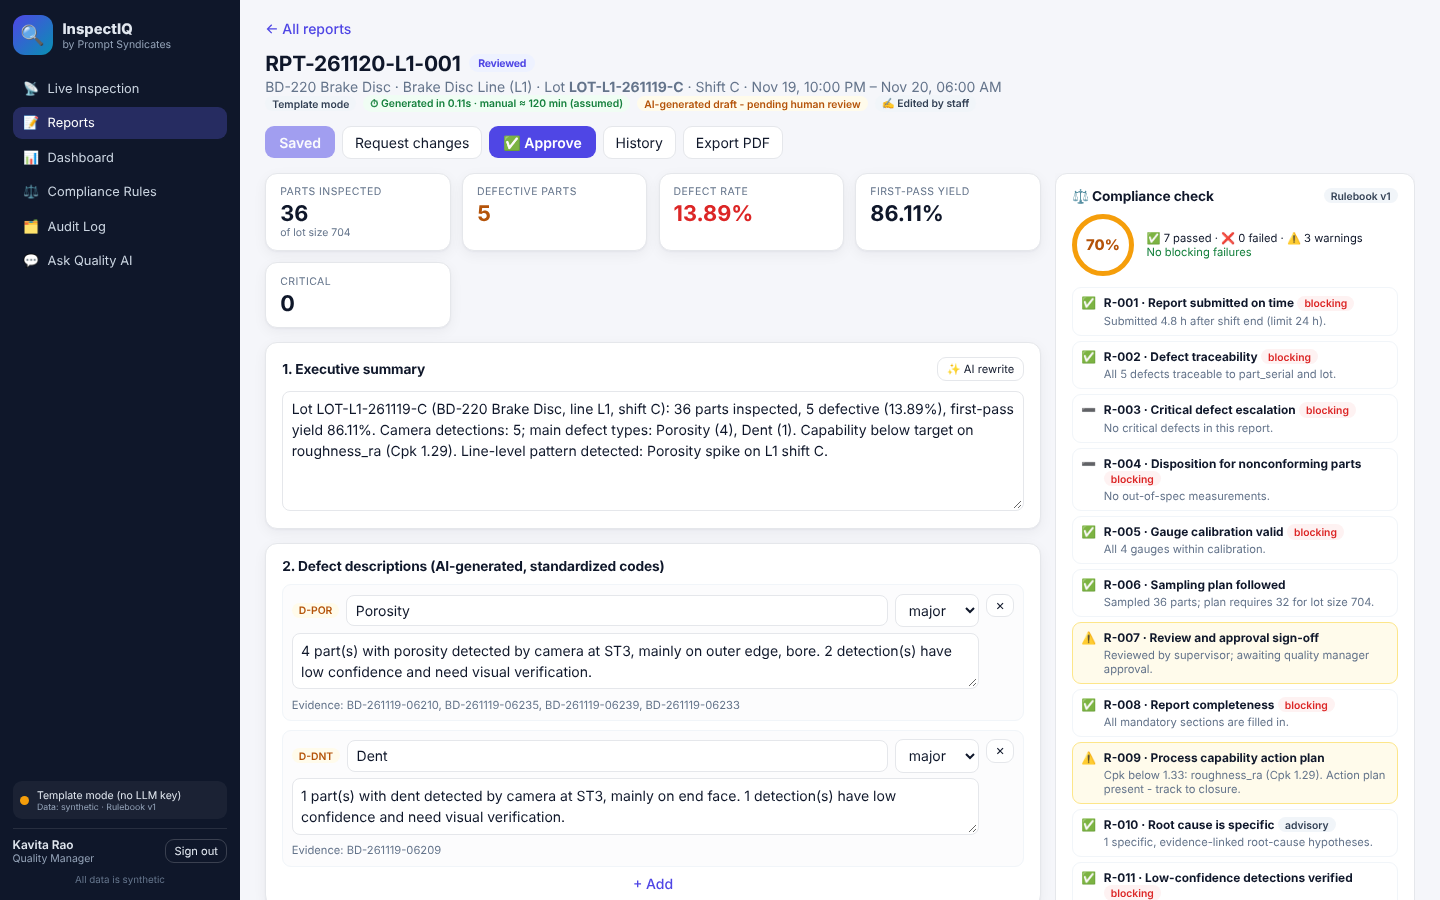 InspectIQ
by Prompt Syndicates
Live Inspection
Reports
Dashboard
Compliance Rules
Audit Log
Ask Quality AI
Template mode (no LLM key)
Data: synthetic · Rulebook v1
Kavita Rao
Quality Manager
Sign out
All data is synthetic
← All reports
RPT-261120-L1-001 Reviewed
BD-220 Brake Disc · Brake Disc Line (L1) · Lot LOT-L1-261119-C · Shift C · Nov 19, 10:00 PM – Nov 20, 06:00 AM
Template mode ⏱ Generated in 0.11s · manual ≈ 120 min (assumed) AI-generated draft - pending human review ✍ Edited by staff
Saved Request changes ✅ Approve History Export PDF
PARTS INSPECTED
36
of lot size 704
DEFECTIVE PARTS
5
DEFECT RATE
13.89%
FIRST-PASS YIELD
86.11%
CRITICAL
0
1. Executive summary
✨ AI rewrite
Lot LOT-L1-261119-C (BD-220 Brake Disc, line L1, shift C): 36 parts inspected, 5 defective (13.89%), first-pass
yield 86.11%. Camera detections: 5; main defect types: Porosity (4), Dent (1). Capability below target on
roughness_ra (Cpk 1.29). Line-level pattern detected: Porosity spike on L1 shift C.
2. Defect descriptions (AI-generated, standardized codes)
D-POR Porosity major ×
4 part(s) with porosity detected by camera at ST3, mainly on outer edge, bore. 2 detection(s) have
low confidence and need visual verification.
Evidence: BD-261119-06210, BD-261119-06235, BD-261119-06239, BD-261119-06233
D-DNT Dent major ×
1 part(s) with dent detected by camera at ST3, mainly on end face. 1 detection(s) have low
confidence and need visual verification.
Evidence: BD-261119-06209
+ Add
⚖️ Compliance check Rulebook v1
70%
✅ 7 passed · ❌ 0 failed · ⚠️ 3 warnings
No blocking failures
✅ R-001 · Report submitted on time blocking
Submitted 4.8 h after shift end (limit 24 h).
✅ R-002 · Defect traceability blocking
All 5 defects traceable to part_serial and lot.
➖ R-003 · Critical defect escalation blocking
No critical defects in this report.
➖ R-004 · Disposition for nonconforming parts
blocking
No out-of-spec measurements.
✅ R-005 · Gauge calibration valid blocking
All 4 gauges within calibration.
✅ R-006 · Sampling plan followed
Sampled 36 parts; plan requires 32 for lot size 704.
⚠️ R-007 · Review and approval sign-off
Reviewed by supervisor; awaiting quality manager
approval.
✅ R-008 · Report completeness blocking
All mandatory sections are filled in.
⚠️ R-009 · Process capability action plan
Cpk below 1.33: roughness_ra (Cpk 1.29). Action plan
present - track to closure.
✅ R-010 · Root cause is specific advisory
1 specific, evidence-linked root-cause hypotheses.
✅ R-011 · Low-confidence detections verified
blocking